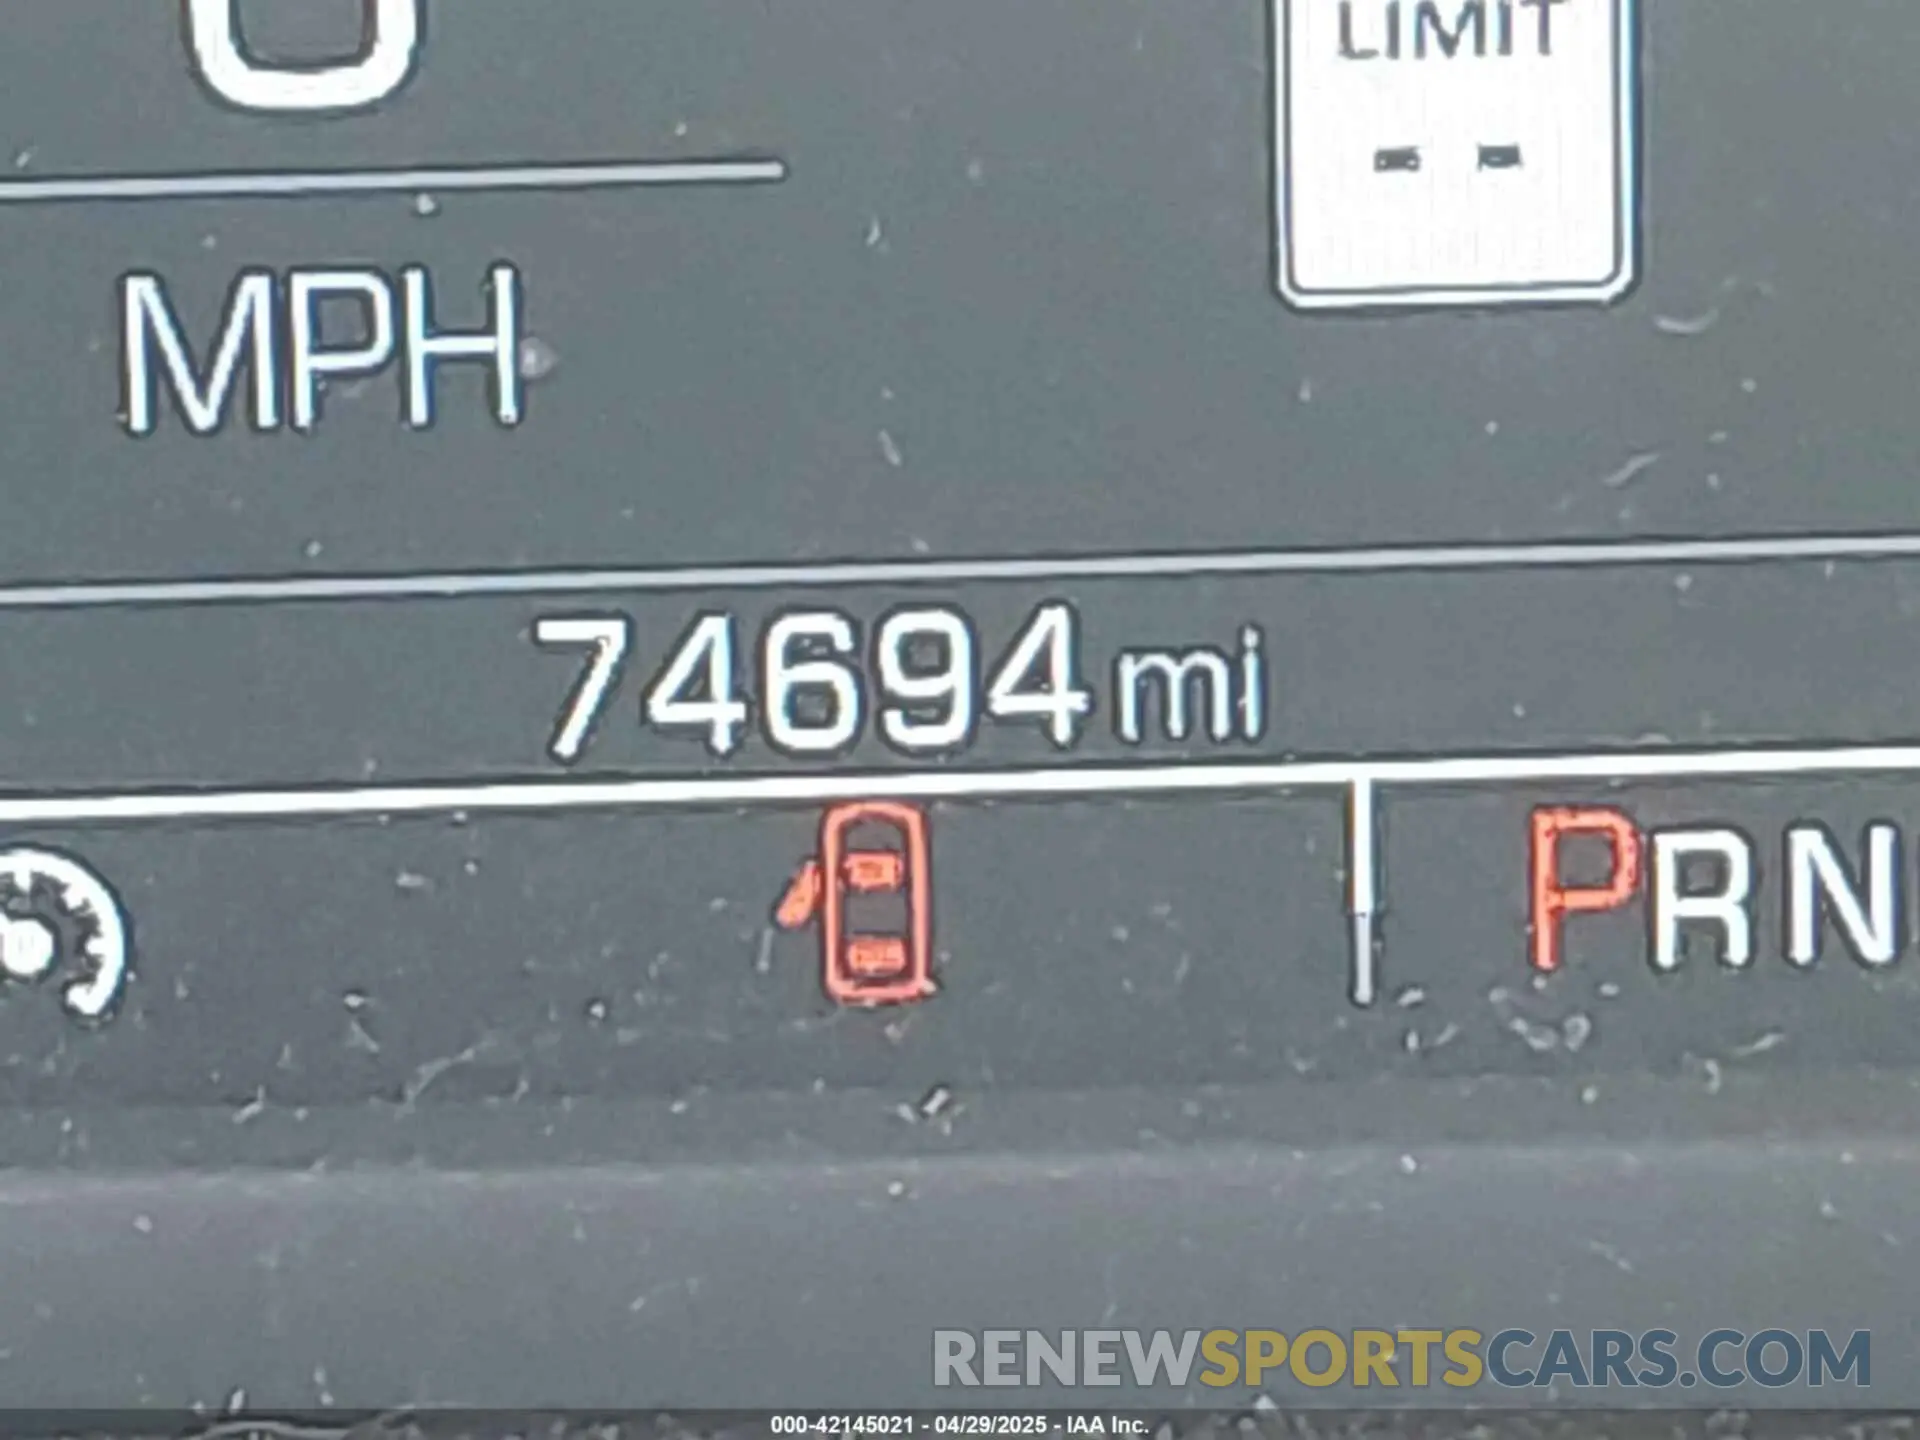 0
LIMIT
--
MPH
74694 mi
PRN
RENEWSPORTSCARS.COM
000-42145021 - 04/29/2025 - IAA Inc.